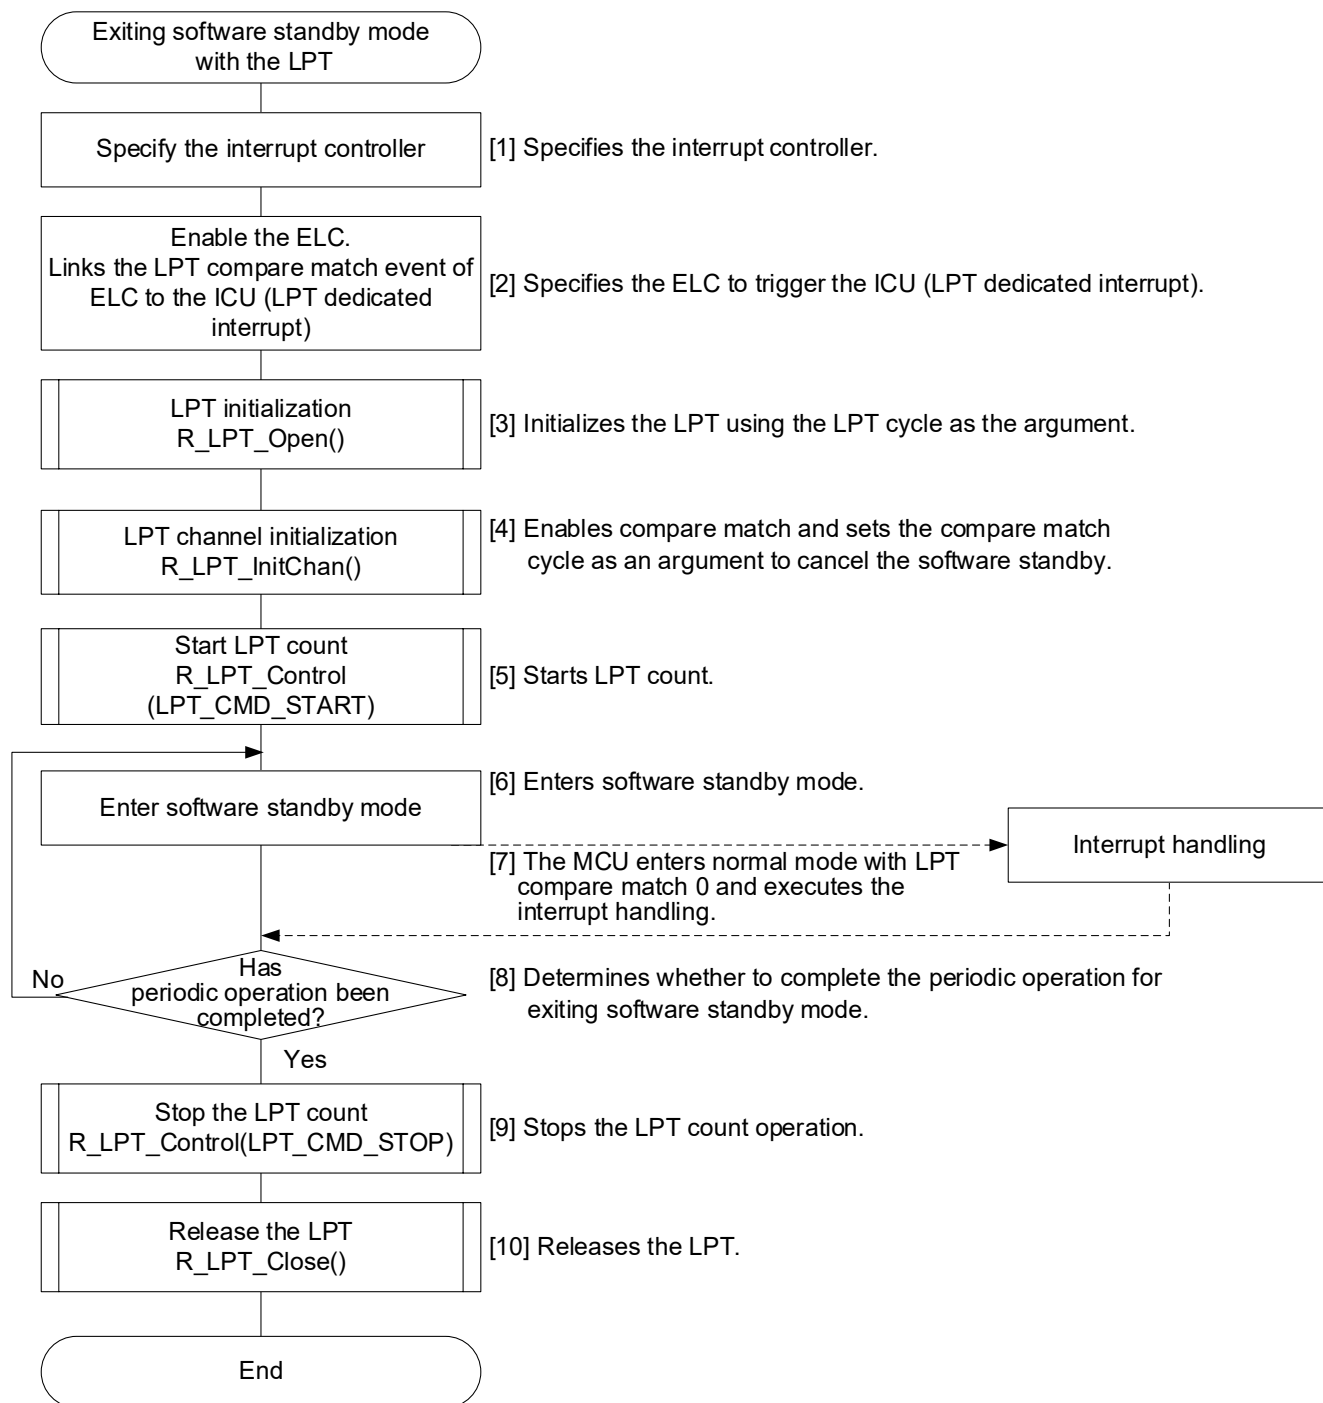 Exiting software standby mode
with the LPT
Specify the interrupt controller
[1] Specifies the interrupt controller.
Enable the ELC.
Links the LPT compare match event of
ELC to the ICU (LPT dedicated
interrupt)
[2] Specifies the ELC to trigger the ICU (LPT dedicated interrupt).
LPT initialization
R_LPT_Open()
[3] Initializes the LPT using the LPT cycle as the argument.
LPT channel initialization
R_LPT_InitChan()
[4] Enables compare match and sets the compare match
cycle as an argument to cancel the software standby.
Start LPT count
R_LPT_Control
(LPT_CMD_START)
[5] Starts LPT count.
Enter software standby mode
[6] Enters software standby mode.
[7] The MCU enters normal mode with LPT
compare match 0 and executes the
interrupt handling.
Interrupt handling
Has
periodic operation been
completed?
No
Yes
[8] Determines whether to complete the periodic operation for
exiting software standby mode.
Stop the LPT count
R_LPT_Control(LPT_CMD_STOP)
[9] Stops the LPT count operation.
Release the LPT
R_LPT_Close()
[10] Releases the LPT.
End